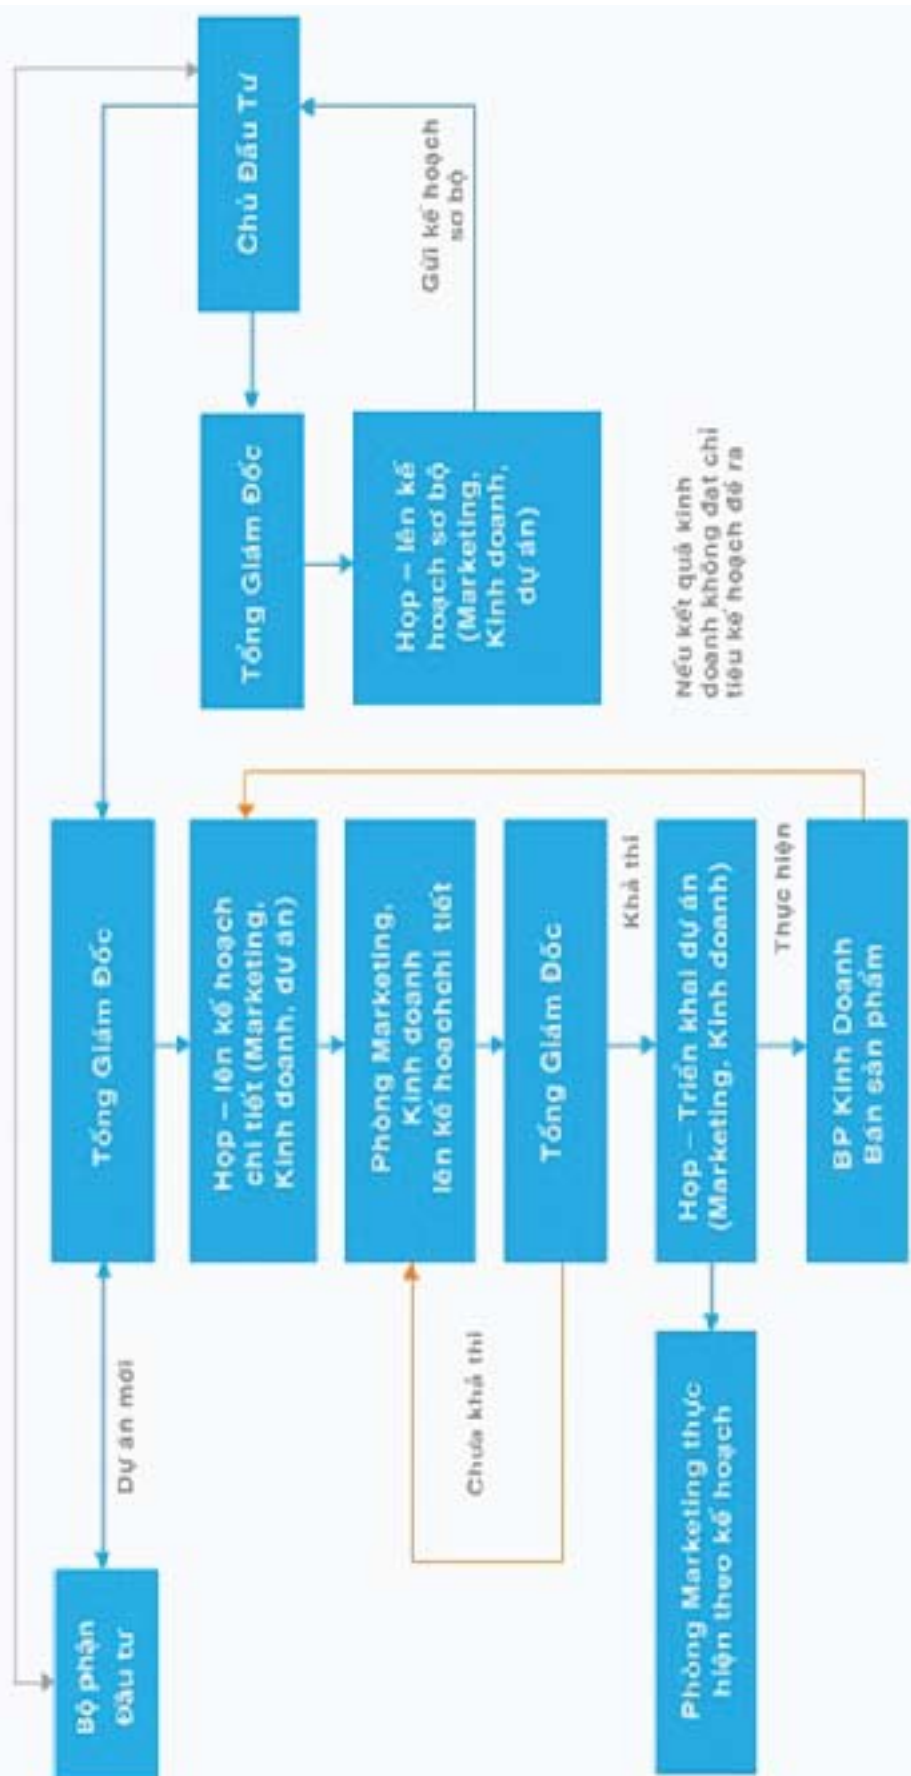 Bộ phận
Đầu tư
Dự án mới
Tổng Giám Đốc
Chủ Đầu Tư
Họp – lên kế hoạch
chi tiết (Marketing,
Kinh doanh, dự án)
Tổng Giám Đốc
Phòng Marketing,
Kinh doanh
lên kế hoachchi tiết
Họp – lên kế
hoạch sơ bộ
(Marketing,
Kinh doanh,
dự án)
Gửi kế hoạch
sơ bộ
Chưa khả thi
Tổng Giám Dốc
Khả thi
Phòng Marketing thực
hiện theo kế hoạch
Họp – Triển khai dự án
(Marketing, Kinh doanh)
Nếu kết quả kinh
doanh không đạt chỉ
tiêu kế hoạch đề ra
Thực hiện
BP Kinh Doanh
Bán sản phẩm